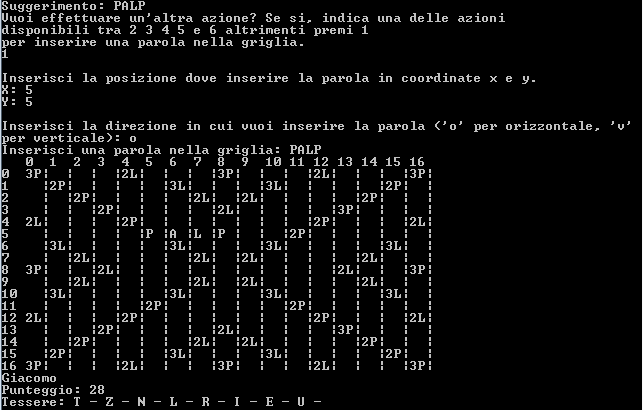 Suggerimento: PALP
Vuoi effettuare un'altra azione? Se si, indica una delle azioni
disponibili tra 2 3 4 5 e 6 altrimenti premi 1
per inserire una parola nella griglia.
1
Inserisci la posizione dove inserire la parola in coordinate x e y.
X: 5
Y: 5
Inserisci la direzione in cui vuoi inserire la parola ('o' per orizzontale, 'v'
per verticale): o
Inserisci una parola nella griglia: PALP
   0  1  2  3  4  5  6  7  8  9  10 11 12 13 14 15 16
0  3P¦  ¦  ¦  ¦2L¦  ¦  ¦  ¦3P¦  ¦  ¦  ¦2L¦  ¦  ¦  ¦3P¦
1    ¦2P¦  ¦  ¦  ¦  ¦3L¦  ¦  ¦  ¦3L¦  ¦  ¦  ¦  ¦2P¦  ¦
2    ¦  ¦2P¦  ¦  ¦  ¦  ¦2L¦  ¦2L¦  ¦  ¦  ¦  ¦2P¦  ¦  ¦
3    ¦  ¦  ¦2P¦  ¦  ¦  ¦  ¦2L¦  ¦  ¦  ¦  ¦3P¦  ¦  ¦  ¦
4  2L¦  ¦  ¦  ¦2P¦  ¦  ¦  ¦  ¦  ¦  ¦  ¦2P¦  ¦  ¦  ¦2L¦
5    ¦  ¦  ¦  ¦  ¦P ¦A ¦L ¦P ¦  ¦  ¦2P¦  ¦  ¦  ¦  ¦  ¦
6    ¦3L¦  ¦  ¦  ¦  ¦3L¦  ¦  ¦  ¦3L¦  ¦  ¦  ¦  ¦3L¦  ¦
7    ¦  ¦2L¦  ¦  ¦  ¦  ¦2L¦  ¦2L¦  ¦  ¦  ¦  ¦2L¦  ¦  ¦
8  3P¦  ¦  ¦2L¦  ¦  ¦  ¦  ¦  ¦  ¦  ¦  ¦  ¦2L¦  ¦  ¦3P¦
9    ¦  ¦2L¦  ¦  ¦  ¦  ¦2L¦  ¦2L¦  ¦  ¦  ¦  ¦2L¦  ¦  ¦
10   ¦3L¦  ¦  ¦  ¦  ¦3L¦  ¦  ¦  ¦3L¦  ¦  ¦  ¦  ¦3L¦  ¦
11   ¦  ¦  ¦  ¦  ¦2P¦  ¦  ¦  ¦  ¦  ¦2P¦  ¦  ¦  ¦  ¦  ¦
12 2L¦  ¦  ¦  ¦2P¦  ¦  ¦  ¦  ¦  ¦  ¦  ¦2P¦  ¦  ¦  ¦2L¦
13   ¦  ¦  ¦2P¦  ¦  ¦  ¦  ¦2L¦  ¦  ¦  ¦  ¦3P¦  ¦  ¦  ¦
14   ¦  ¦2P¦  ¦  ¦  ¦  ¦2L¦  ¦2L¦  ¦  ¦  ¦  ¦2P¦  ¦  ¦
15   ¦2P¦  ¦  ¦  ¦  ¦3L¦  ¦  ¦  ¦3L¦  ¦  ¦  ¦  ¦2P¦  ¦
16 3P¦  ¦  ¦  ¦2L¦  ¦  ¦  ¦3P¦  ¦  ¦  ¦2L¦  ¦  ¦  ¦3P¦
Giacomo
Punteggio: 28
Tessere: T - Z - N - L - R - I - E - U -